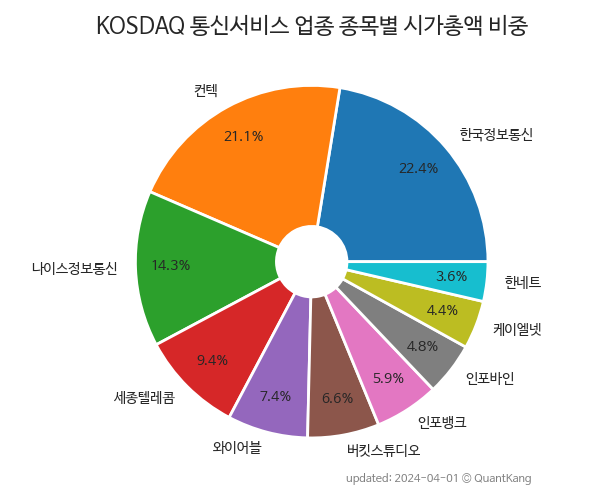 KOSDAQ 통신서비스 업종 종목별 시가총액 비중
컨텍
21.1%
한국정보통신
22.4%
나이스정보통신
14.3%
한네트
3.6%
케이엘넷
4.4%
인포바인
4.8%
인포뱅크
5.9%
버킷스튜디오
6.6%
와이어블
7.4%
세종텔레콤
9.4%
updated: 2024-04-01 © QuantKang